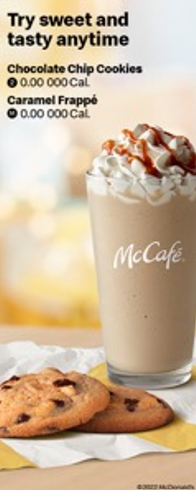 Try sweet and
tasty anytime
Chocolate Chip Cookies
② 0.00 000 Cal.
Caramel Frappé
Ⓜ 0.00 000 Cal.
McCafé®
©2022 McDonald's